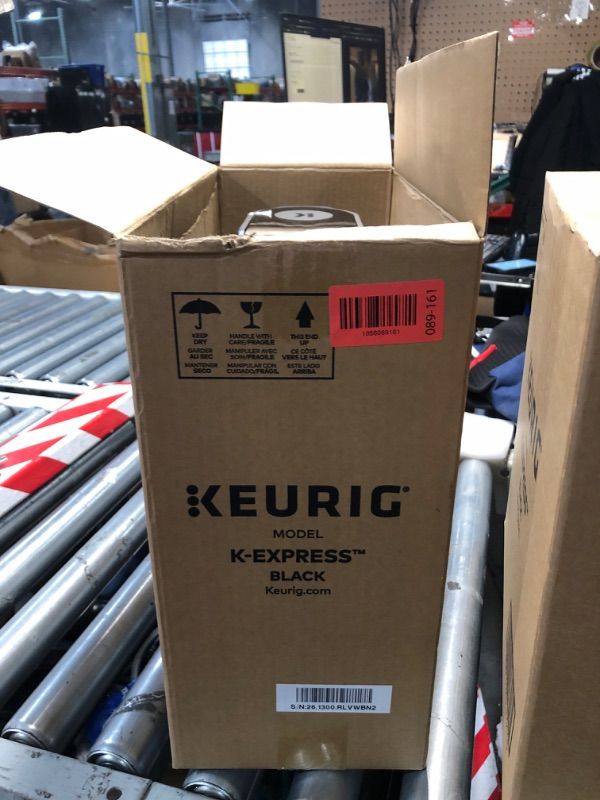 KEEP DRY
HANDLE WITH CARE/FRAGILE
THIS END UP
GARDER AU SEC
MANIPULER AVEC SOIN/FRAGILE
CE CÔTÉ VERS LE HAUT
MANTENER SECO
MANIPULAR CON CUIDADO/FRÁGIL
ESTE LADO ARRIBA
089-161
KEURIG
MODEL
K-EXPRESS™
BLACK
Keurig.com
S/N:26.1300.RLVWBN2